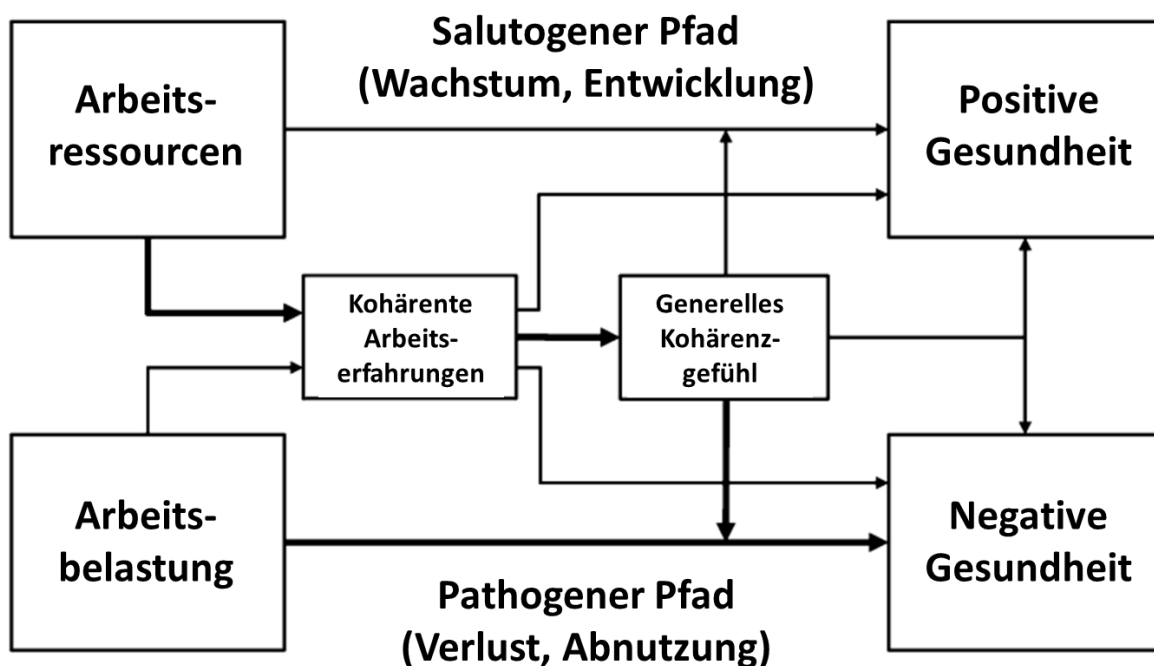 Salutogener Pfad
(Wachstum, Entwicklung)
Arbeits-
ressourcen
Positive
Gesundheit
Kohärente
Arbeits-
erfahrungen
Generelles
Kohärenz-
gefühl
Arbeits-
belastung
Negative
Gesundheit
Pathogener Pfad
(Verlust, Abnutzung)